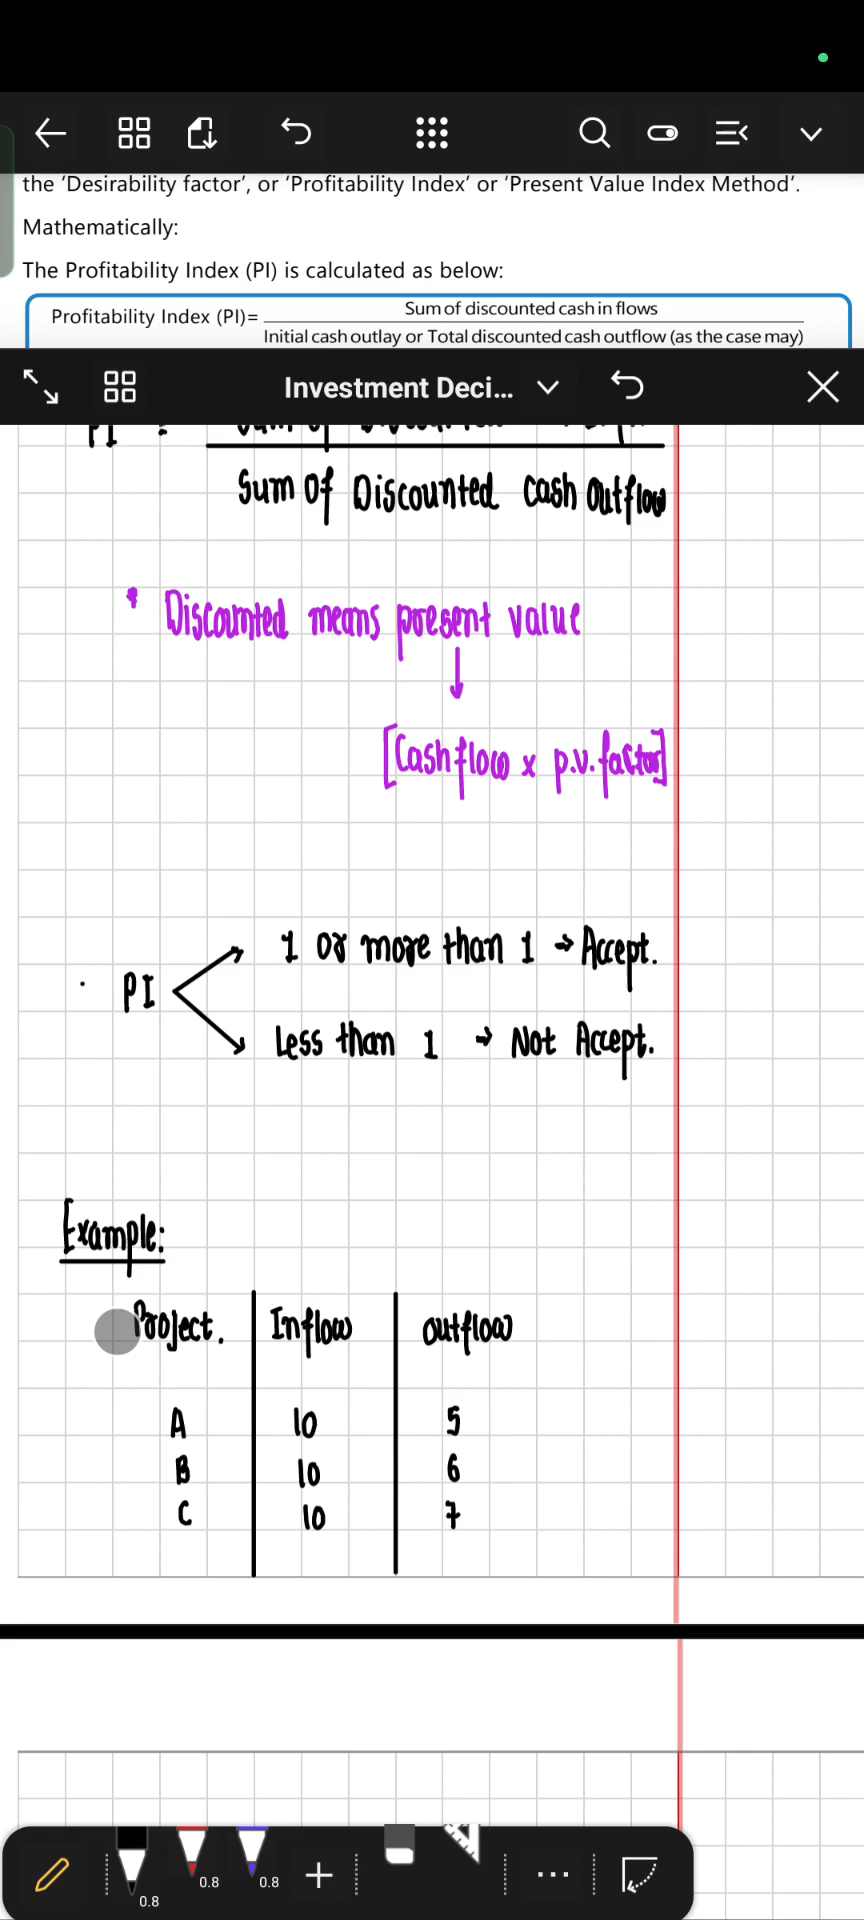 the ‘Desirability factor’, or ‘Profitability Index’ or ‘Present Value Index Method’.
Mathematically:
The Profitability Index (PI) is calculated as below:
Profitability Index (PI)= Sum of discounted cash in flows
Initial cash outlay or Total discounted cash outflow (as the case may)
Investment Deci...
PI =
Sum of Discounted cash outflow
* Discounted means present value
[Cash flow x p.v. factor]
1 or more than 1 → Accept.
PI
Less than 1 → Not Accept.
Example:
Project. Inflow outflow
A 10 5
B 10 6
C 10 7
0.8 0.8 0.8